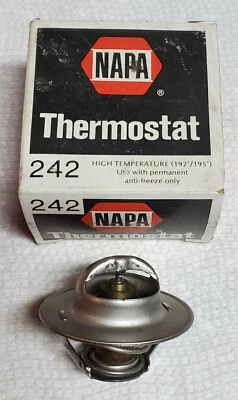 NAPA
®
Thermostat
242 HIGH TEMPERATURE (192°/195°)
Use with permanent
anti-freeze only
242 NAPA
Thermostat